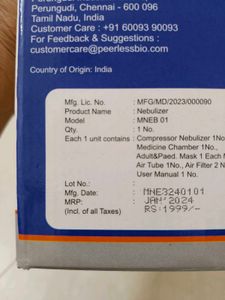 Perungudi, Chennai - 600 096
Tamil Nadu, India
Customer Care : +91 60093 90093
For Feedback & Suggestions :
customercare@peerlessbio.com
Country of Origin: India
Mfg. Lic. No. : MFG/MD/2023/000090
Product Name : Nebulizer
Model : MNEB 01
Qty. : 1 No.
Each 1 unit contains : Compressor Nebulizer 1No
Medicine Chamber 1No.,
Adult&Paed. Mask 1 Each
Air Tube 1No., Air Filter 2 N
User Manual 1 No.
Lot No. : MNE3240101
Mfg. Date : JAN 2024
MRP : RS:1999/-
(Incl. of all Taxes)